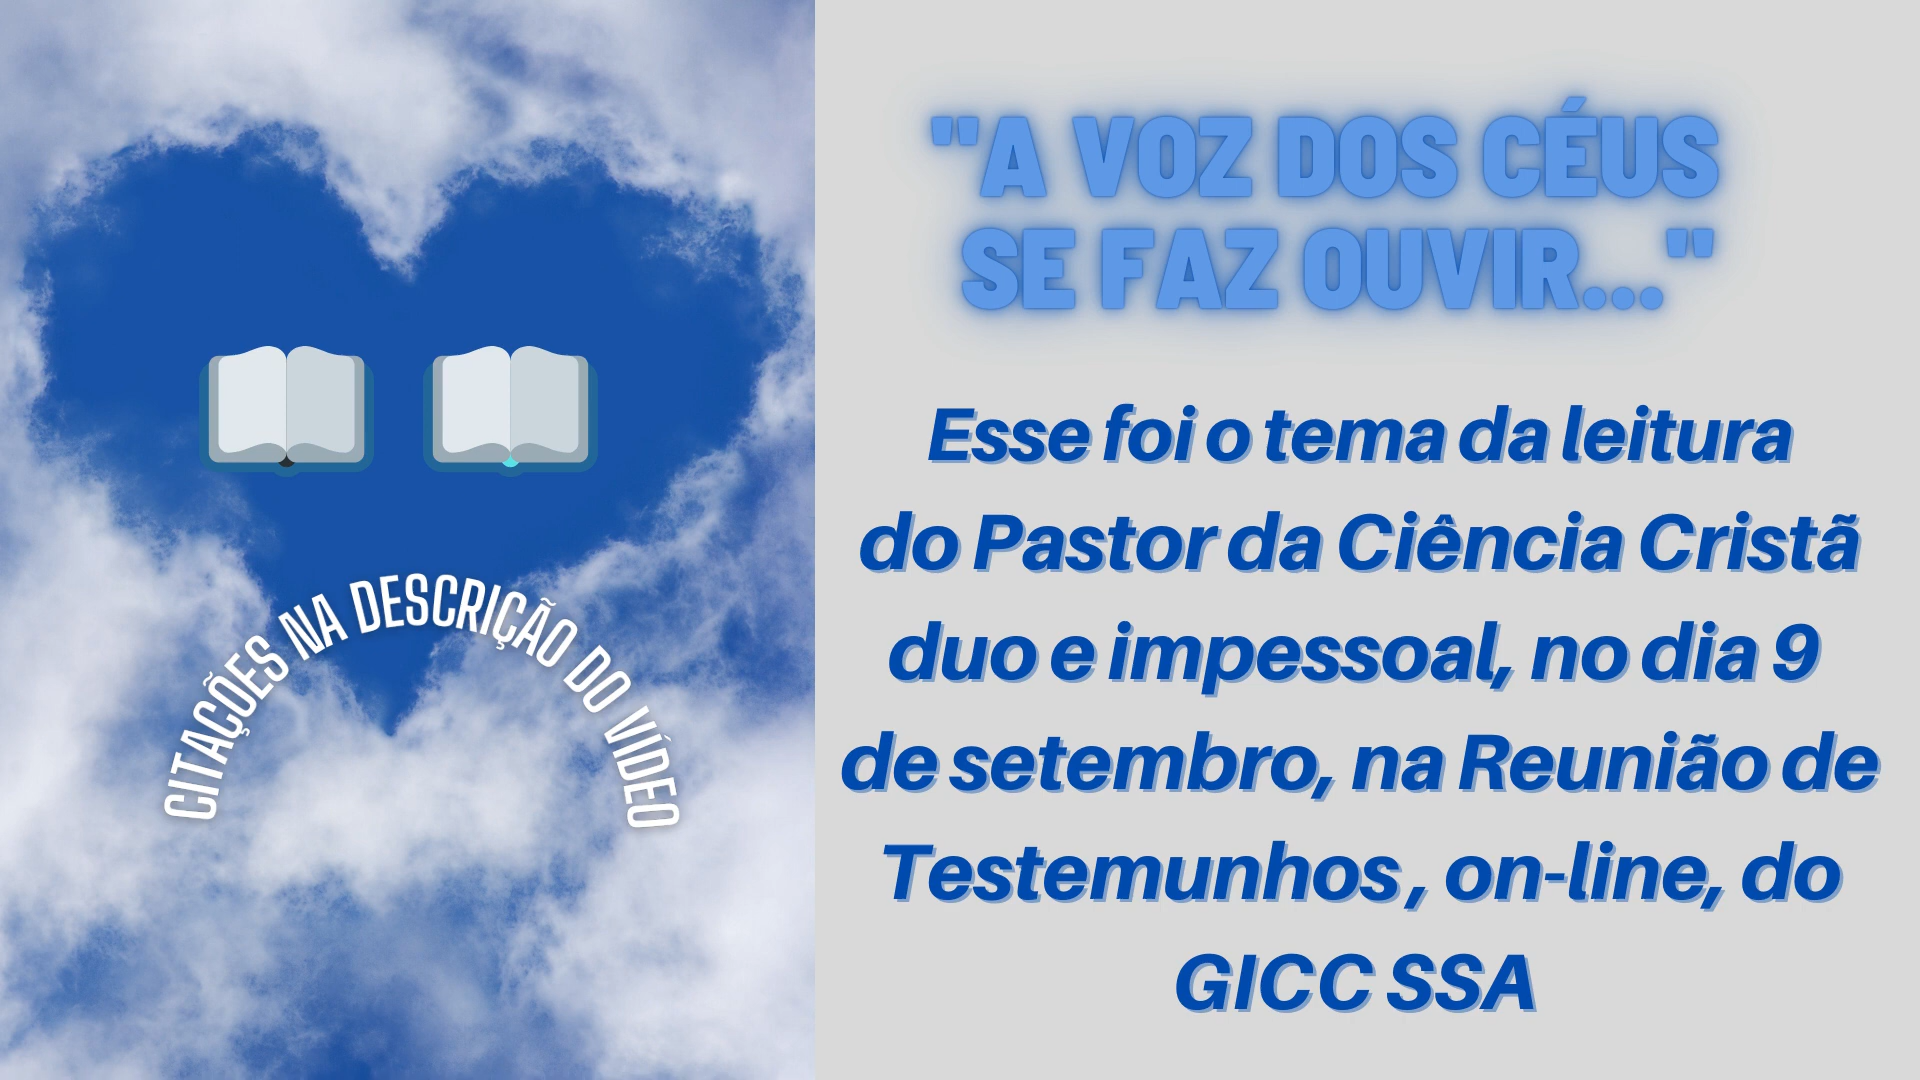 CITAÇÕES NA DESCRIÇÃO DO VÍDEO
"A VOZ DOS CÉUS
SE FAZ OUVIR..."
Esse foi o tema da leitura
do Pastor da Ciência Cristã
duo e impessoal, no dia 9
de setembro, na Reunião de
Testemunhos , on-line, do
GICC SSA